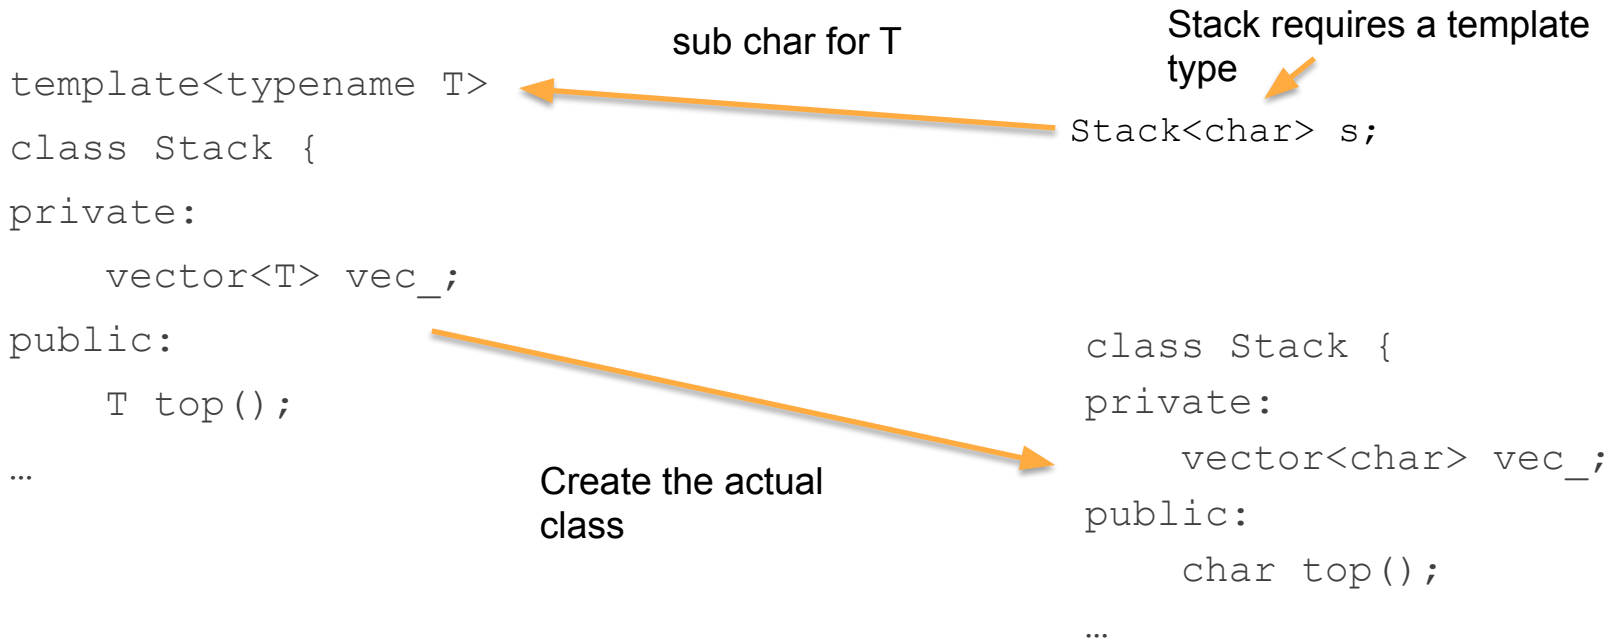 sub char for T
Stack requires a template
type
template<typename T>
class Stack {
private:
    vector<T> vec_;
public:
    T top();
…
Stack<char> s;
Create the actual
class
class Stack {
private:
    vector<char> vec_;
public:
    char top();
…